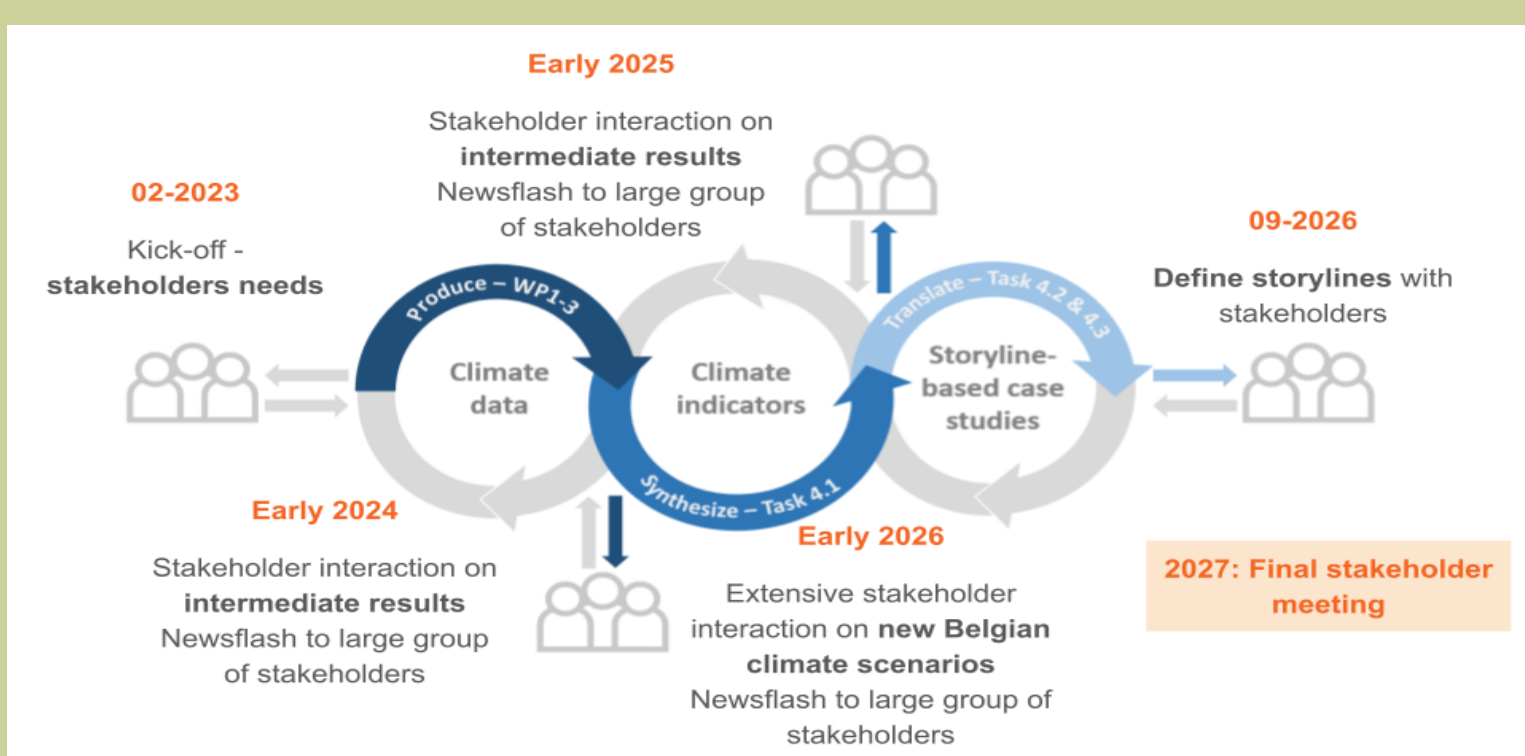 Early 2025
Stakeholder interaction on
intermediate results
Newsflash to large group
of stakeholders
02-2023
Kick-off -
stakeholders needs
09-2026
Define storylines with
stakeholders
Produce – WP1-3
Climate
data
Synthesize – Task 4.1
Climate
indicators
Translate – Task 4.2 & 4.3
Storyline-
based case
studies
Early 2024
Stakeholder interaction on
intermediate results
Newsflash to large group
of stakeholders
Early 2026
Extensive stakeholder
interaction on new Belgian
climate scenarios
Newsflash to large group of
stakeholders
2027: Final stakeholder
meeting